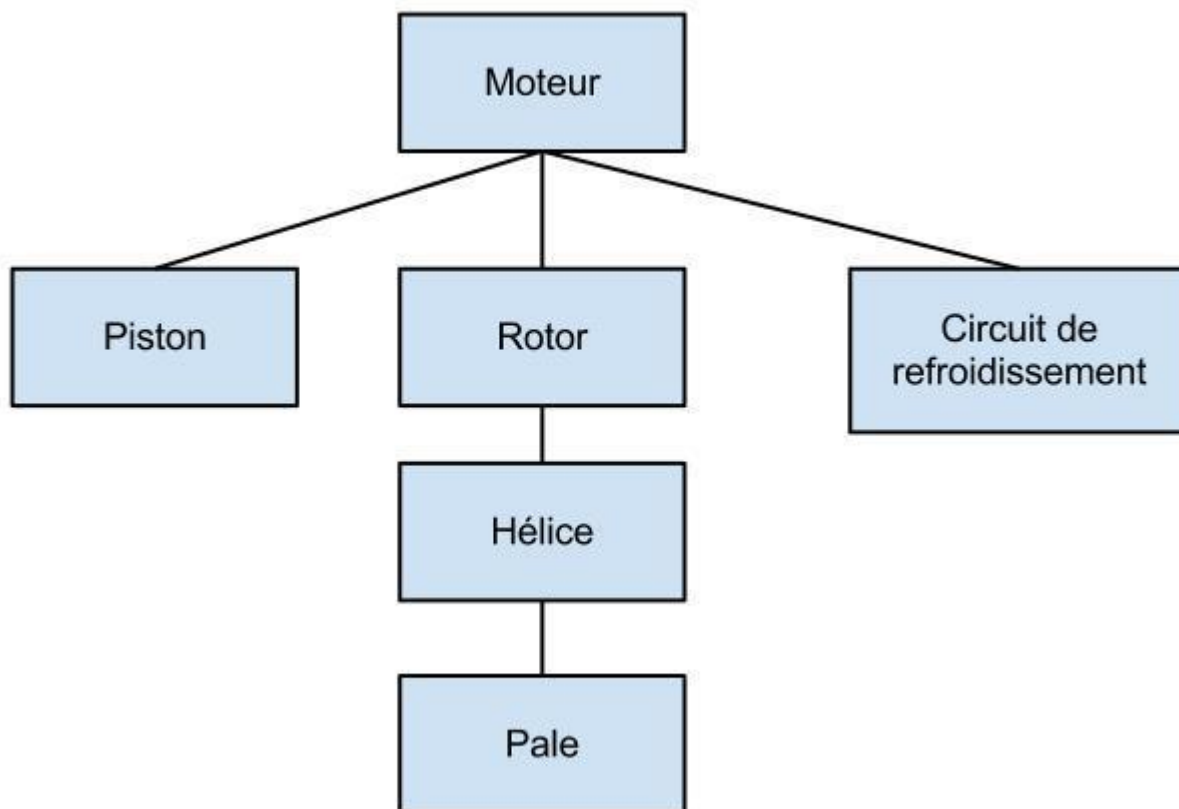 Moteur
Piston
Rotor
Circuit de
refroidissement
Hélice
Pale